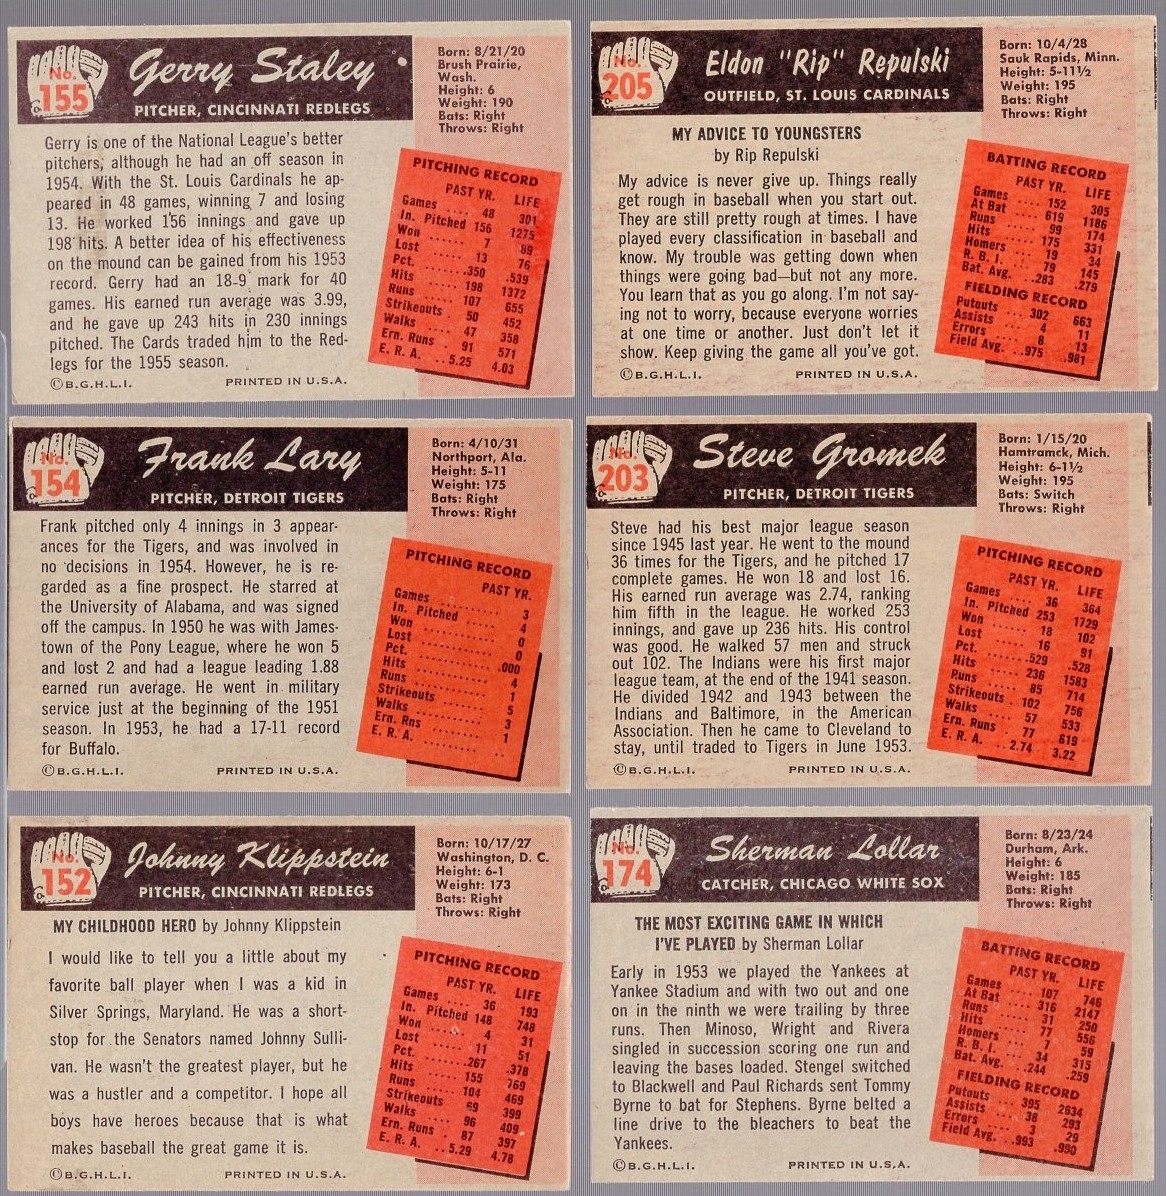 No.
155
Gerry Staley
PITCHER, CINCINNATI REDLEGS
Born: 8/21/20
Brush Prairie,
Wash.
Height: 6
Weight: 190
Bats: Right
Throws: Right
Gerry is one of the National League's better
pitchers, although he had an off season in
1954. With the St. Louis Cardinals he ap-
peared in 48 games, winning 7 and losing
13. He worked 156 innings and gave up
198 hits. A better idea of his effectiveness
on the mound can be gained from his 1953
record. Gerry had an 18-9 mark for 40
games. His earned run average was 3.99,
and he gave up 243 hits in 230 innings
pitched. The Cards traded him to the Red-
legs for the 1955 season.
PITCHING RECORD
PAST YR. LIFE
Games .... 48 301
In. Pitched 156 1275
Won ...... 7 89
Lost ...... 13 76
Pct. ..... .350 .539
Hits ..... 198 1372
Runs ..... 107 655
Strikeouts 50 452
Walks .... 47 358
Ern. Runs 91 571
E. R. A. .. 5.25 4.03
©B.G.H.L.I. PRINTED IN U.S.A.
No.
205
Eldon "Rip" Repulski
OUTFIELD, ST. LOUIS CARDINALS
Born: 10/4/28
Sauk Rapids, Minn.
Height: 5-11½
Weight: 195
Bats: Right
Throws: Right
MY ADVICE TO YOUNGSTERS
by Rip Repulski
My advice is never give up. Things really
get rough in baseball when you start out.
They are still pretty rough at times. I have
played every classification in baseball and
know. My trouble was getting down when
things were going bad—but not any more.
You learn that as you go along. I'm not say-
ing not to worry, because everyone worries
at one time or another. Just don't let it
show. Keep giving the game all you've got.
BATTING RECORD
PAST YR. LIFE
Games .... 152 305
At Bat .... 619 1186
Runs ..... 99 174
Hits ..... 175 331
Homers ... 19 34
R. B. I. ... 79 145
Bat. Avg. .. .283 .279
FIELDING RECORD
Putouts ... 302 663
Assists .... 4 11
Errors .... 8 13
Field Avg. . .975 .981
©B.G.H.L.I. PRINTED IN U.S.A.
No.
154
Frank Lary
PITCHER, DETROIT TIGERS
Born: 4/10/31
Northport, Ala.
Height: 5-11
Weight: 175
Bats: Right
Throws: Right
Frank pitched only 4 innings in 3 appear-
ances for the Tigers, and was involved in
no decisions in 1954. However, he is re-
garded as a fine prospect. He starred at
the University of Alabama, and was signed
off the campus. In 1950 he was with James-
town of the Pony League, where he won 5
and lost 2 and had a league leading 1.88
earned run average. He went in military
service just at the beginning of the 1951
season. In 1953, he had a 17-11 record
for Buffalo.
PITCHING RECORD
PAST YR.
Games .......... 3
In. Pitched ........ 4
Won ............ 0
Lost ............ 0
Pct. ............ .000
Hits ............ 4
Runs ............ 1
Strikeouts ........ 5
Walks ........... 3
Ern. Rns ......... 1
E. R. A. ......... ..
©B.G.H.L.I. PRINTED IN U.S.A.
No.
203
Steve Gromek
PITCHER, DETROIT TIGERS
Born: 1/15/20
Hamtramck, Mich.
Height: 6-1½
Weight: 195
Bats: Switch
Throws: Right
Steve had his best major league season
since 1945 last year. He went to the mound
36 times for the Tigers, and he pitched 17
complete games. He won 18 and lost 16.
His earned run average was 2.74, ranking
him fifth in the league. He worked 253
innings, and gave up 236 hits. His control
was good. He walked 57 men and struck
out 102. The Indians were his first major
league team, at the end of the 1941 season.
He divided 1942 and 1943 between the
Indians and Baltimore, in the American
Association. Then he came to Cleveland to
stay, until traded to Tigers in June 1953.
PITCHING RECORD
PAST YR. LIFE
Games .... 36 364
In. Pitched 253 1729
Won ..... 18 102
Lost ..... 16 91
Pct. ..... .529 .528
Hits ..... 236 1583
Runs ..... 85 714
Strikeouts . 102 756
Walks .... 57 533
Ern. Runs . 77 619
E. R. A. .. 2.74 3.22
©B.G.H.L.I. PRINTED IN U.S.A.
No.
152
Johnny Klippstein
PITCHER, CINCINNATI REDLEGS
Born: 10/17/27
Washington, D. C.
Height: 6-1
Weight: 173
Bats: Right
Throws: Right
MY CHILDHOOD HERO by Johnny Klippstein
I would like to tell you a little about my
favorite ball player when I was a kid in
Silver Springs, Maryland. He was a short-
stop for the Senators named Johnny Sulli-
van. He wasn't the greatest player, but he
was a hustler and a competitor. I hope all
boys have heroes because that is what
makes baseball the great game it is.
PITCHING RECORD
PAST YR. LIFE
Games .... 36 193
In. Pitched 148 748
Won ..... 4 31
Lost ..... 11 51
Pct. ..... .267 .378
Hits ..... 155 769
Runs ..... 104 469
Strikeouts 69 399
Walks .... 96 409
Ern. Runs . 87 397
E. R. A. .. 5.29 4.78
©B.G.H.L.I. PRINTED IN U.S.A.
No.
174
Sherman Lollar
CATCHER, CHICAGO WHITE SOX
Born: 8/23/24
Durham, Ark.
Height: 6
Weight: 185
Bats: Right
Throws: Right
THE MOST EXCITING GAME IN WHICH
I'VE PLAYED by Sherman Lollar
Early in 1953 we played the Yankees at
Yankee Stadium and with two out and one
on in the ninth we were trailing by three
runs. Then Minoso, Wright and Rivera
singled in succession scoring one run and
leaving the bases loaded. Stengel switched
to Blackwell and Paul Richards sent Tommy
Byrne to bat for Stephens. Byrne belted a
line drive to the bleachers to beat the
Yankees.
BATTING RECORD
PAST YR. LIFE
Games .... 107 746
At Bat .... 316 2147
Runs ..... 31 250
Hits ..... 77 556
Homers ... 7 59
R. B. I. ... 34 315
Bat. Avg. .. .244 .259
FIELDING RECORD
Putouts ... 395 2634
Assists .... 38 293
Errors .... 3 29
Field Avg. . .993 .990
©B.G.H.L.I. PRINTED IN U.S.A.